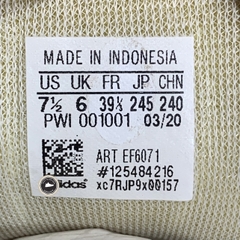 MADE IN INDONESIA
US UK FR JP CHN
7½ 6 39⅓ 245 240
PWI 001001 03/20
ART EF6071
#125484216
xc7RJP9x00157